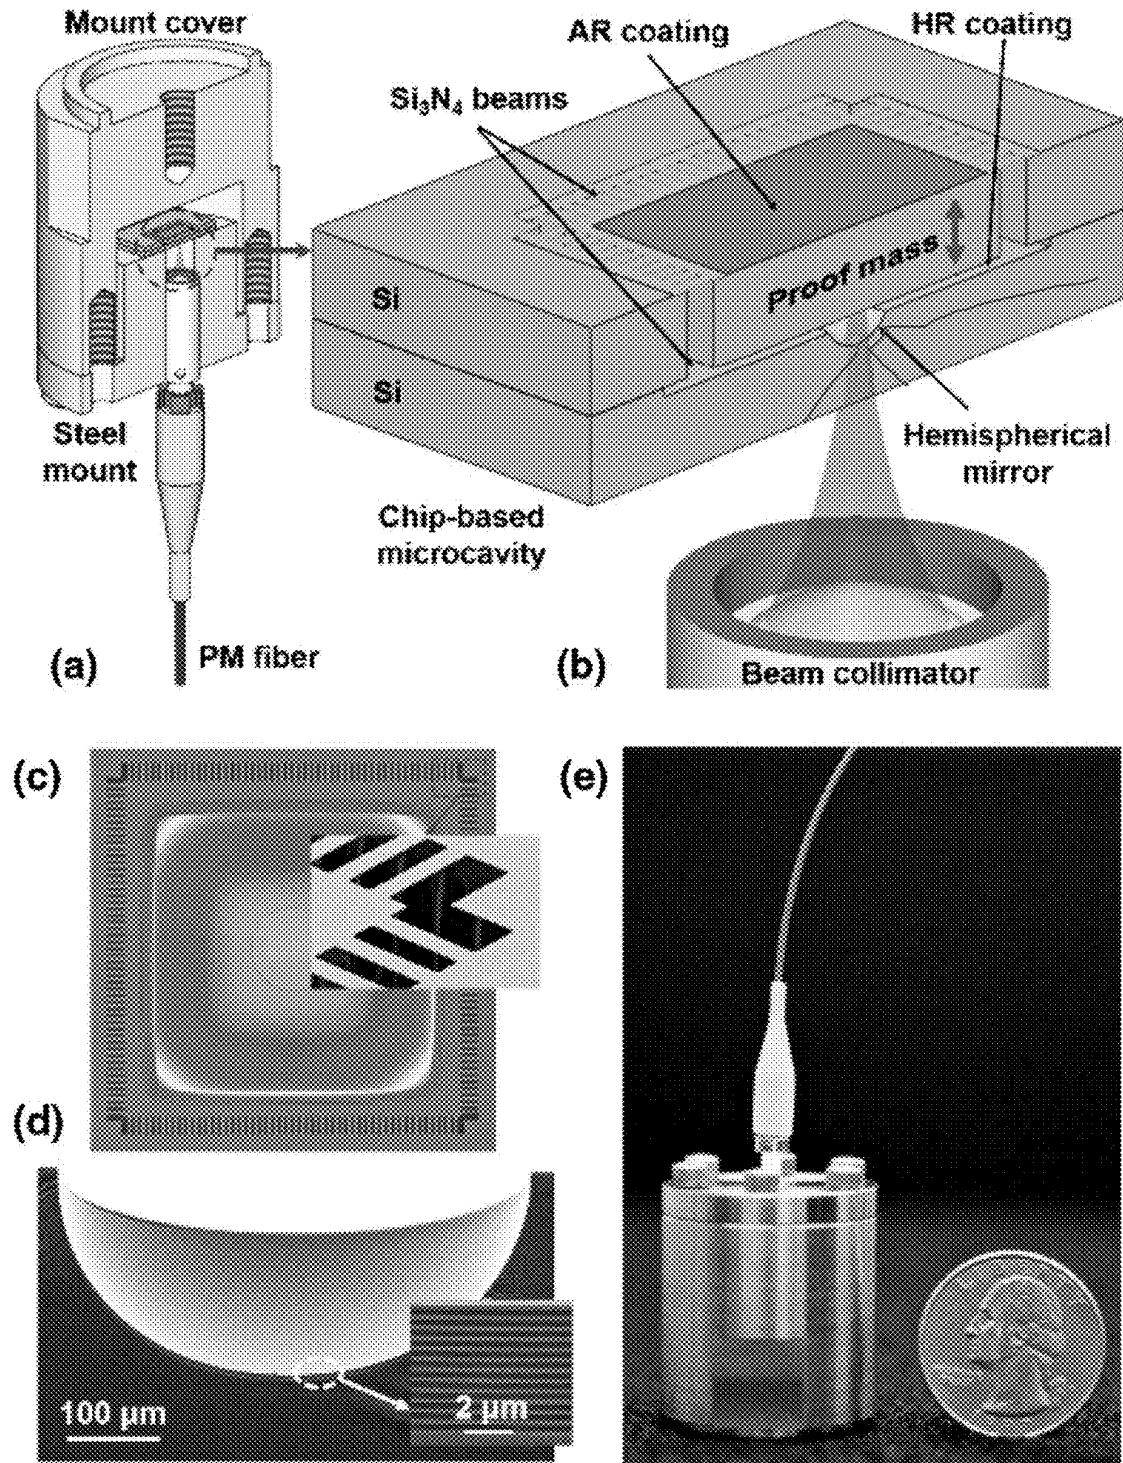 Mount cover
AR coating
HR coating
Si₃N₄ beams
Proof mass
Si
Si
Steel
mount
Hemispherical
mirror
Chip-based
microcavity
(a)
PM fiber
(b)
Beam collimator
(c)
(e)
(d)
100 μm
2 μm